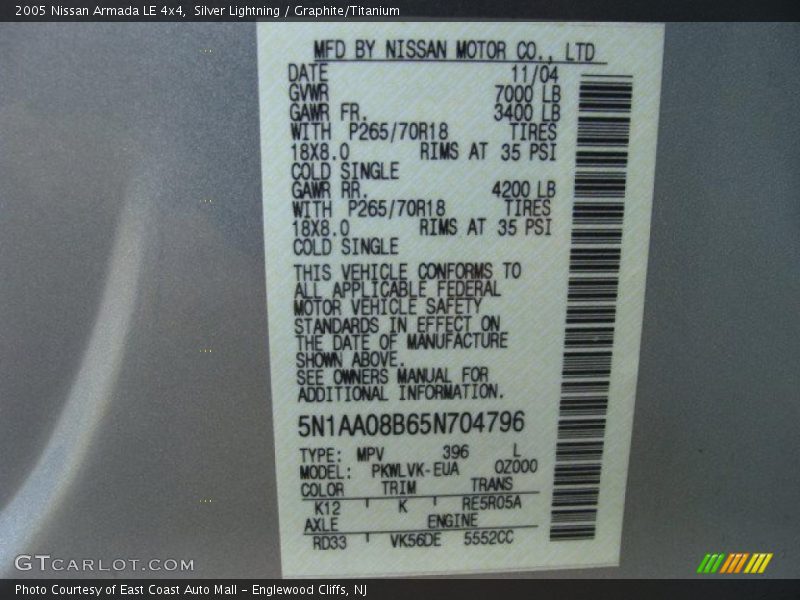 2005 Nissan Armada LE 4x4,  Silver Lightning / Graphite/Titanium
MFD BY NISSAN MOTOR CO., LTD
DATE 11/04
GVWR 7000 LB
GAWR FR. 3400 LB
WITH P265/70R18 TIRES
18X8.0 RIMS AT 35 PSI
COLD SINGLE
GAWR RR. 4200 LB
WITH P265/70R18 TIRES
18X8.0 RIMS AT 35 PSI
COLD SINGLE
THIS VEHICLE CONFORMS TO
ALL APPLICABLE FEDERAL
MOTOR VEHICLE SAFETY
STANDARDS IN EFFECT ON
THE DATE OF MANUFACTURE
SHOWN ABOVE.
SEE OWNERS MANUAL FOR
ADDITIONAL INFORMATION.
5N1AA08B65N704796
TYPE: MPV 396 L
MODEL: PKWLVK-EUA 0Z000
COLOR TRIM TRANS
K12 K RE5R05A
AXLE ENGINE
RD33 VK56DE 5552CC
GTCARLOT.COM
Photo Courtesy of East Coast Auto Mall - Englewood Cliffs, NJ